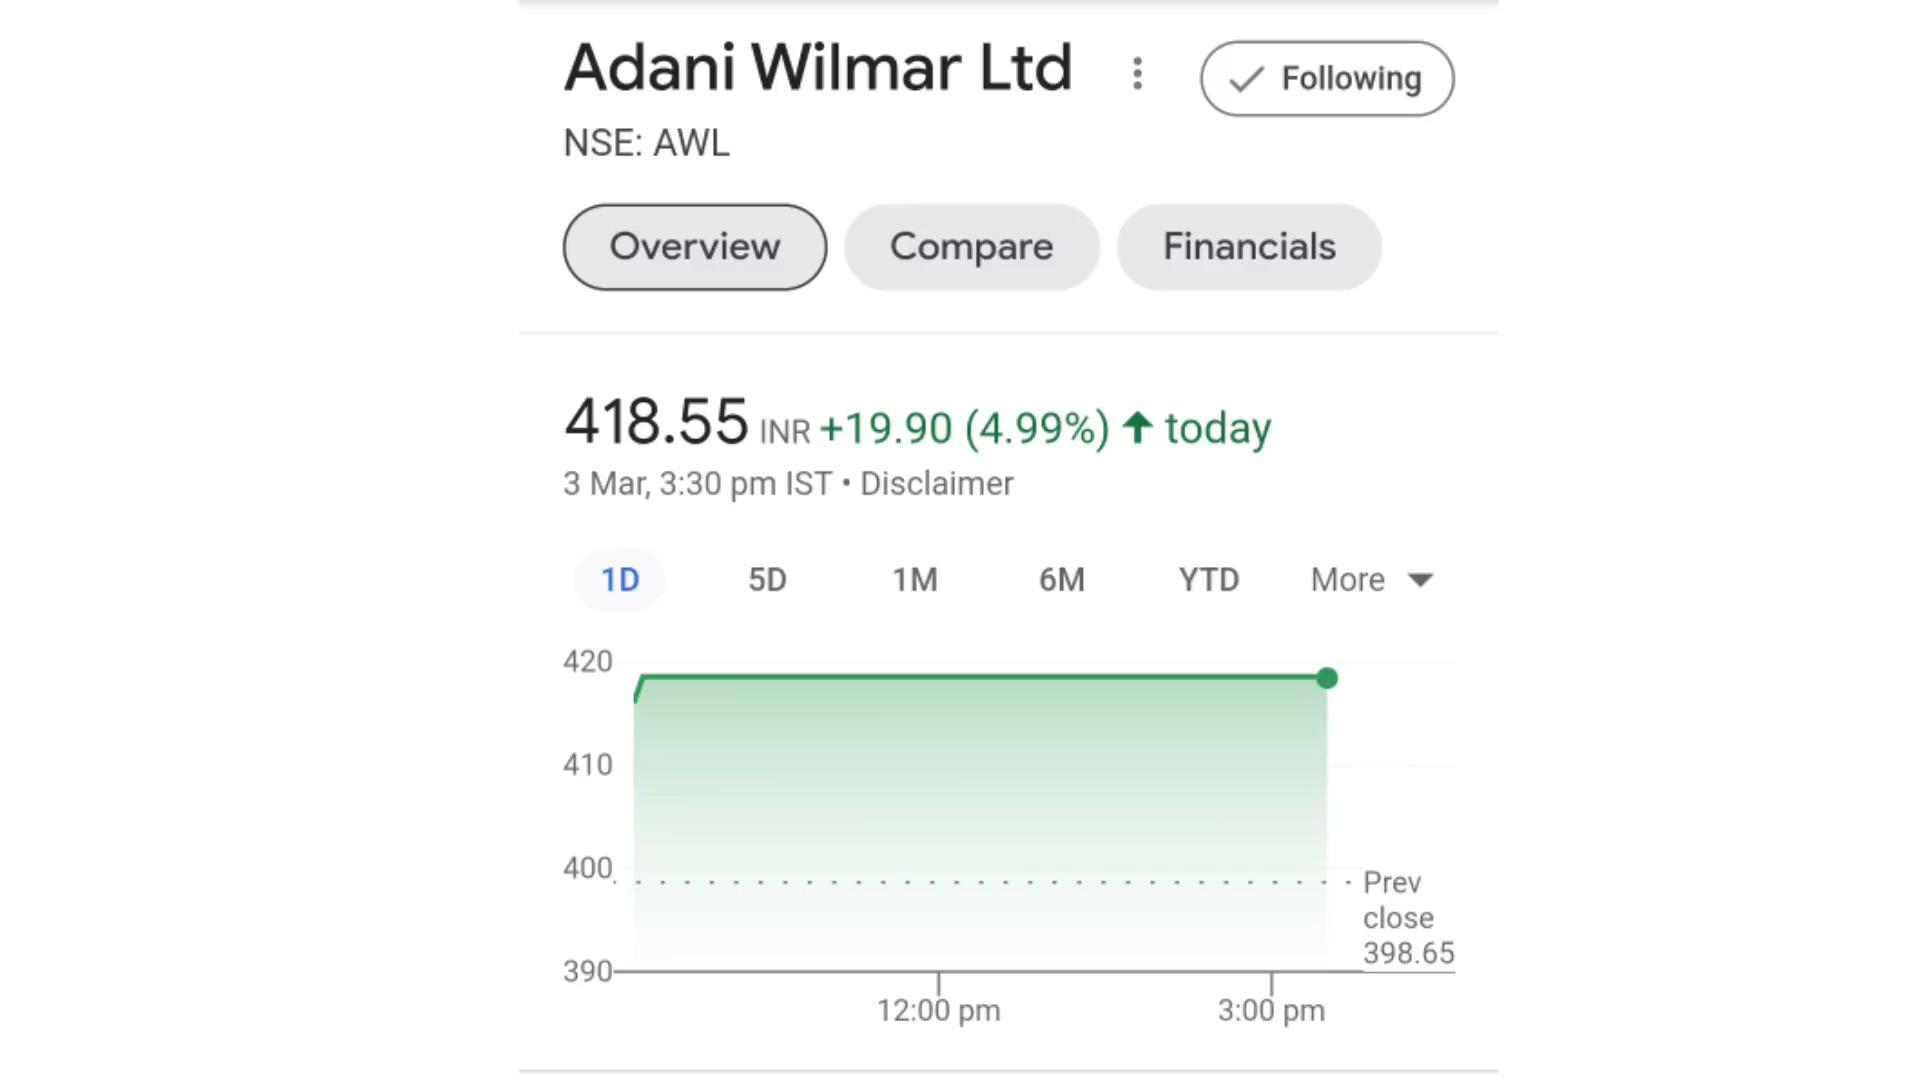 Adani Wilmar Ltd
Following
NSE: AWL
Overview
Compare
Financials
418.55 INR +19.90 (4.99%) today
3 Mar, 3:30 pm IST • Disclaimer
1D 5D 1M 6M YTD More
420
410
400
390
Prev
close
398.65
12:00 pm
3:00 pm